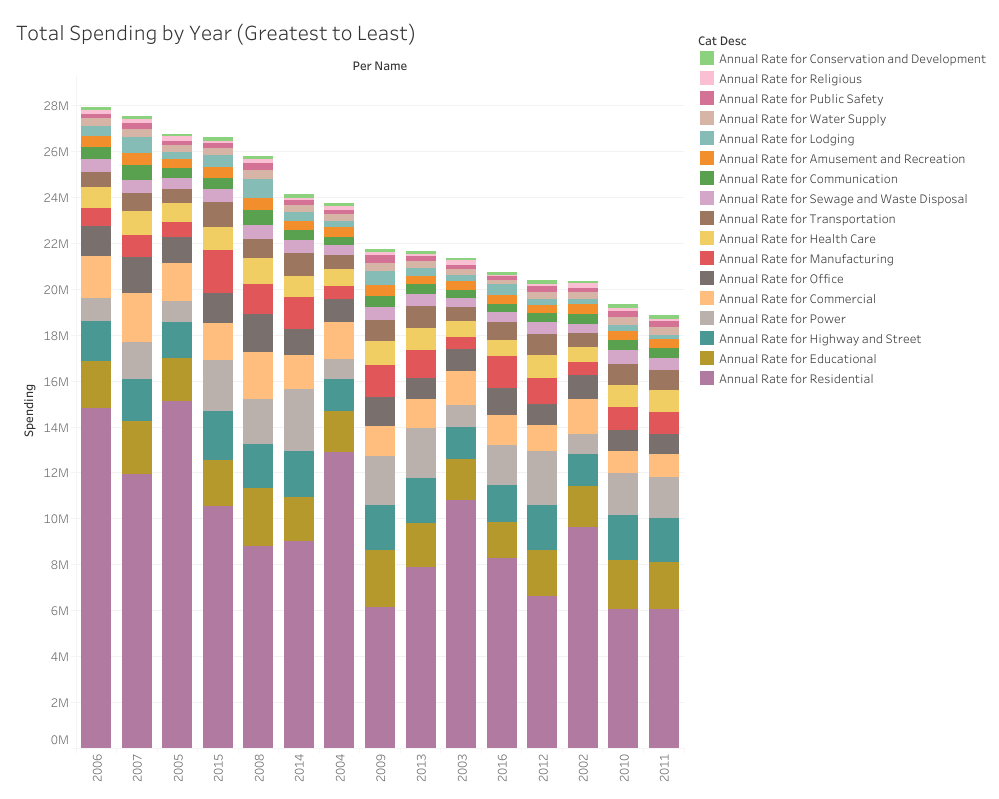 Total Spending by Year (Greatest to Least)
Per Name
Cat Desc
Annual Rate for Conservation and Development
Annual Rate for Religious
Annual Rate for Public Safety
Annual Rate for Water Supply
Annual Rate for Lodging
Annual Rate for Amusement and Recreation
Annual Rate for Communication
Annual Rate for Sewage and Waste Disposal
Annual Rate for Transportation
Annual Rate for Health Care
Annual Rate for Manufacturing
Annual Rate for Office
Annual Rate for Commercial
Annual Rate for Power
Annual Rate for Highway and Street
Annual Rate for Educational
Annual Rate for Residential
Spending
28M
26M
24M
22M
20M
18M
16M
14M
12M
10M
8M
6M
4M
2M
0M
2006
2007
2005
2015
2008
2014
2004
2009
2013
2003
2016
2012
2002
2010
2011